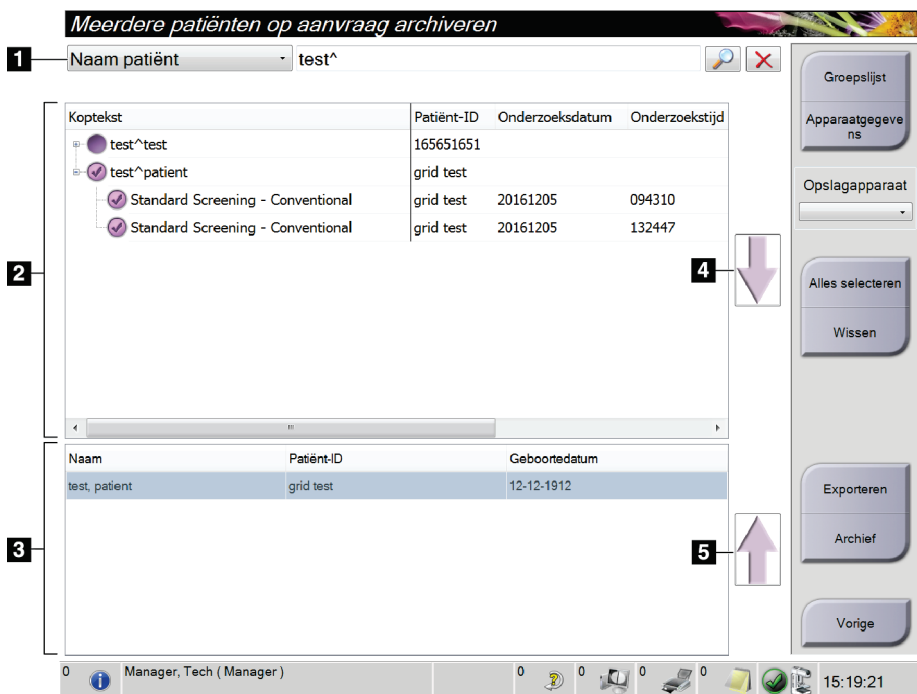 Meerdere patiënten op aanvraag archiveren
1 Naam patiënt test^
Groepslijst
Apparaatgegeve
ns
Opslagapparaat
Alles selecteren
Wissen
Exporteren
Archief
Vorige
2
Koptekst Patiënt-ID Onderzoeksdatum Onderzoekstijd
test^test 165651651
test^patient grid test
Standard Screening - Conventional grid test 20161205 094310
Standard Screening - Conventional grid test 20161205 132447
4
3
Naam Patiënt-ID Geboortedatum
test, patient grid test 12-12-1912
5
0 Manager, Tech ( Manager ) 0 0 0 0 15:19:21